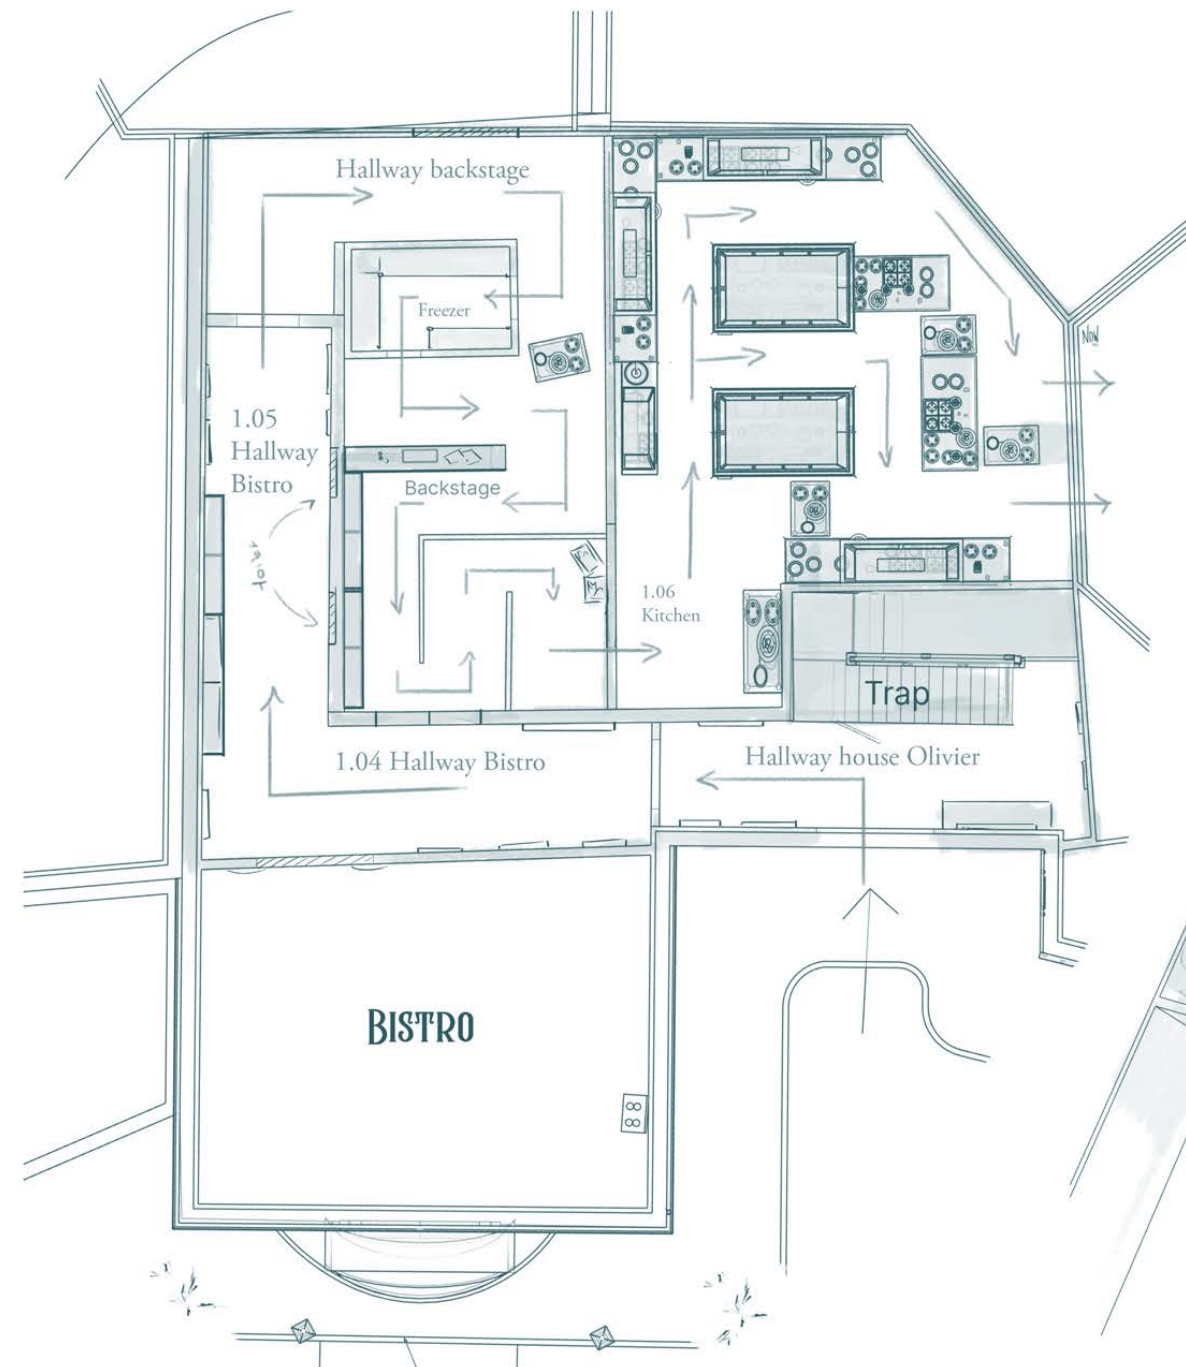 Hallway backstage
Freezer
Now
1.05
Hallway
Bistro
Backstage
1.06
Kitchen
Trap
1.04 Hallway Bistro
Hallway house Olivier
BISTRO